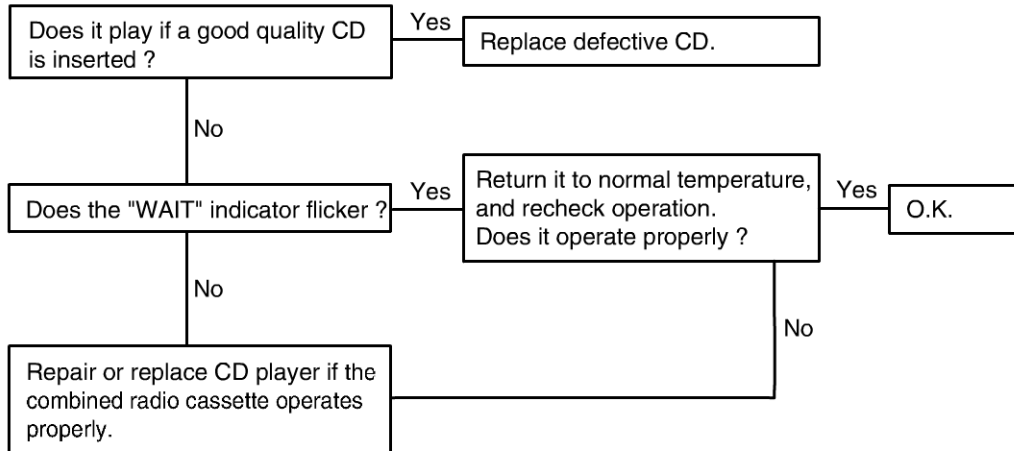 Does it play if a good quality CD
is inserted ?
Yes
Replace defective CD.
No
Does the "WAIT" indicator flicker ?
Yes
Return it to normal temperature,
and recheck operation.
Does it operate properly ?
Yes
O.K.
No
No
Repair or replace CD player if the
combined radio cassette operates
properly.